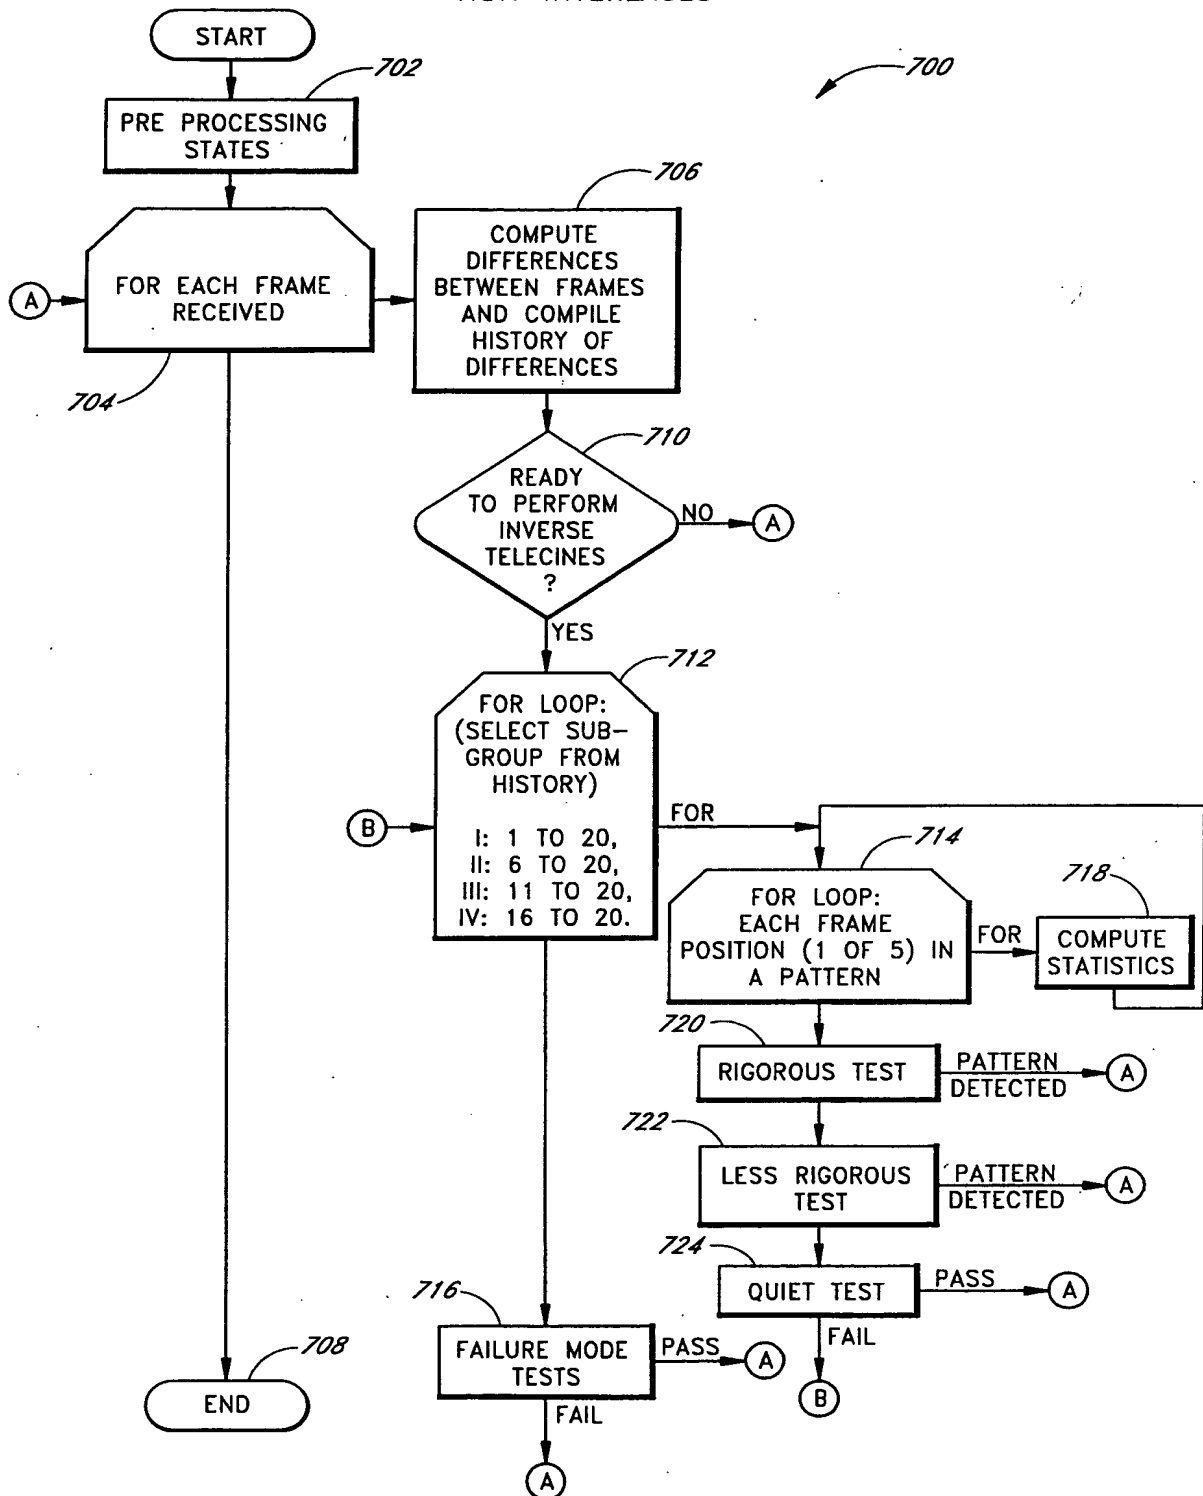 START
702
700
PRE PROCESSING
STATES
706
COMPUTE
DIFFERENCES
BETWEEN FRAMES
AND COMPILE
HISTORY OF
DIFFERENCES
A
FOR EACH FRAME
RECEIVED
704
710
READY
TO PERFORM
INVERSE
TELECINES
?
NO
A
YES
712
FOR LOOP:
(SELECT SUB-
GROUP FROM
HISTORY)
I: 1 TO 20,
II: 6 TO 20,
III: 11 TO 20,
IV: 16 TO 20.
B
FOR
714
FOR LOOP:
EACH FRAME
POSITION (1 OF 5) IN
A PATTERN
FOR
718
COMPUTE
STATISTICS
720
RIGOROUS TEST
PATTERN
DETECTED
A
722
LESS RIGOROUS
TEST
PATTERN
DETECTED
A
724
QUIET TEST
PASS
A
FAIL
B
716
FAILURE MODE
TESTS
PASS
A
FAIL
A
708
END